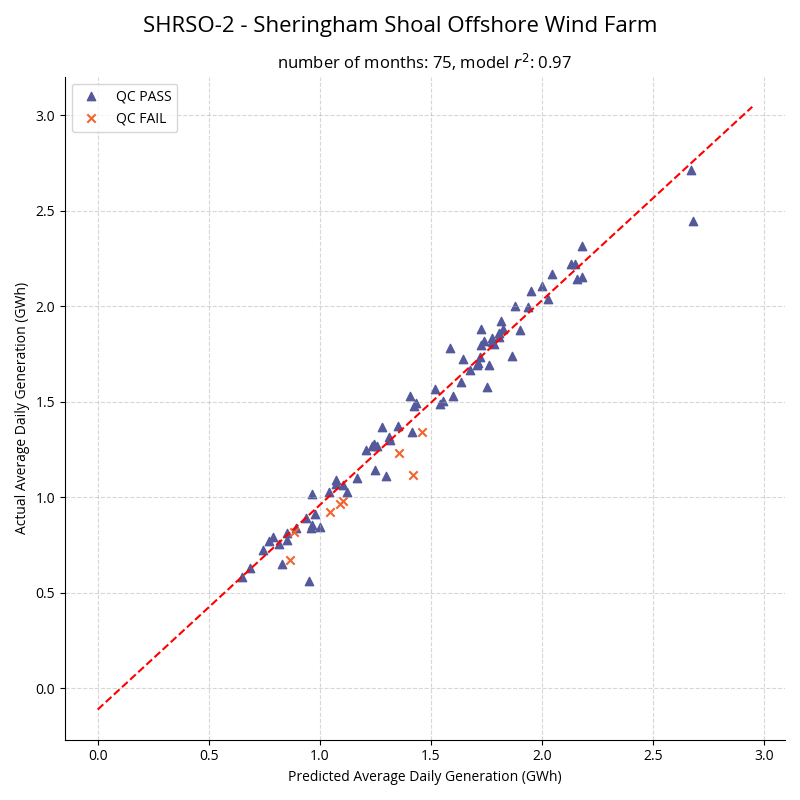 SHRSO-2 - Sheringham Shoal Offshore Wind Farm
number of months: 75, model r²: 0.97
QC PASS
QC FAIL
Actual Average Daily Generation (GWh)
3.0
2.5
2.0
1.5
1.0
0.5
0.0
0.0 0.5 1.0 1.5 2.0 2.5 3.0
Predicted Average Daily Generation (GWh)